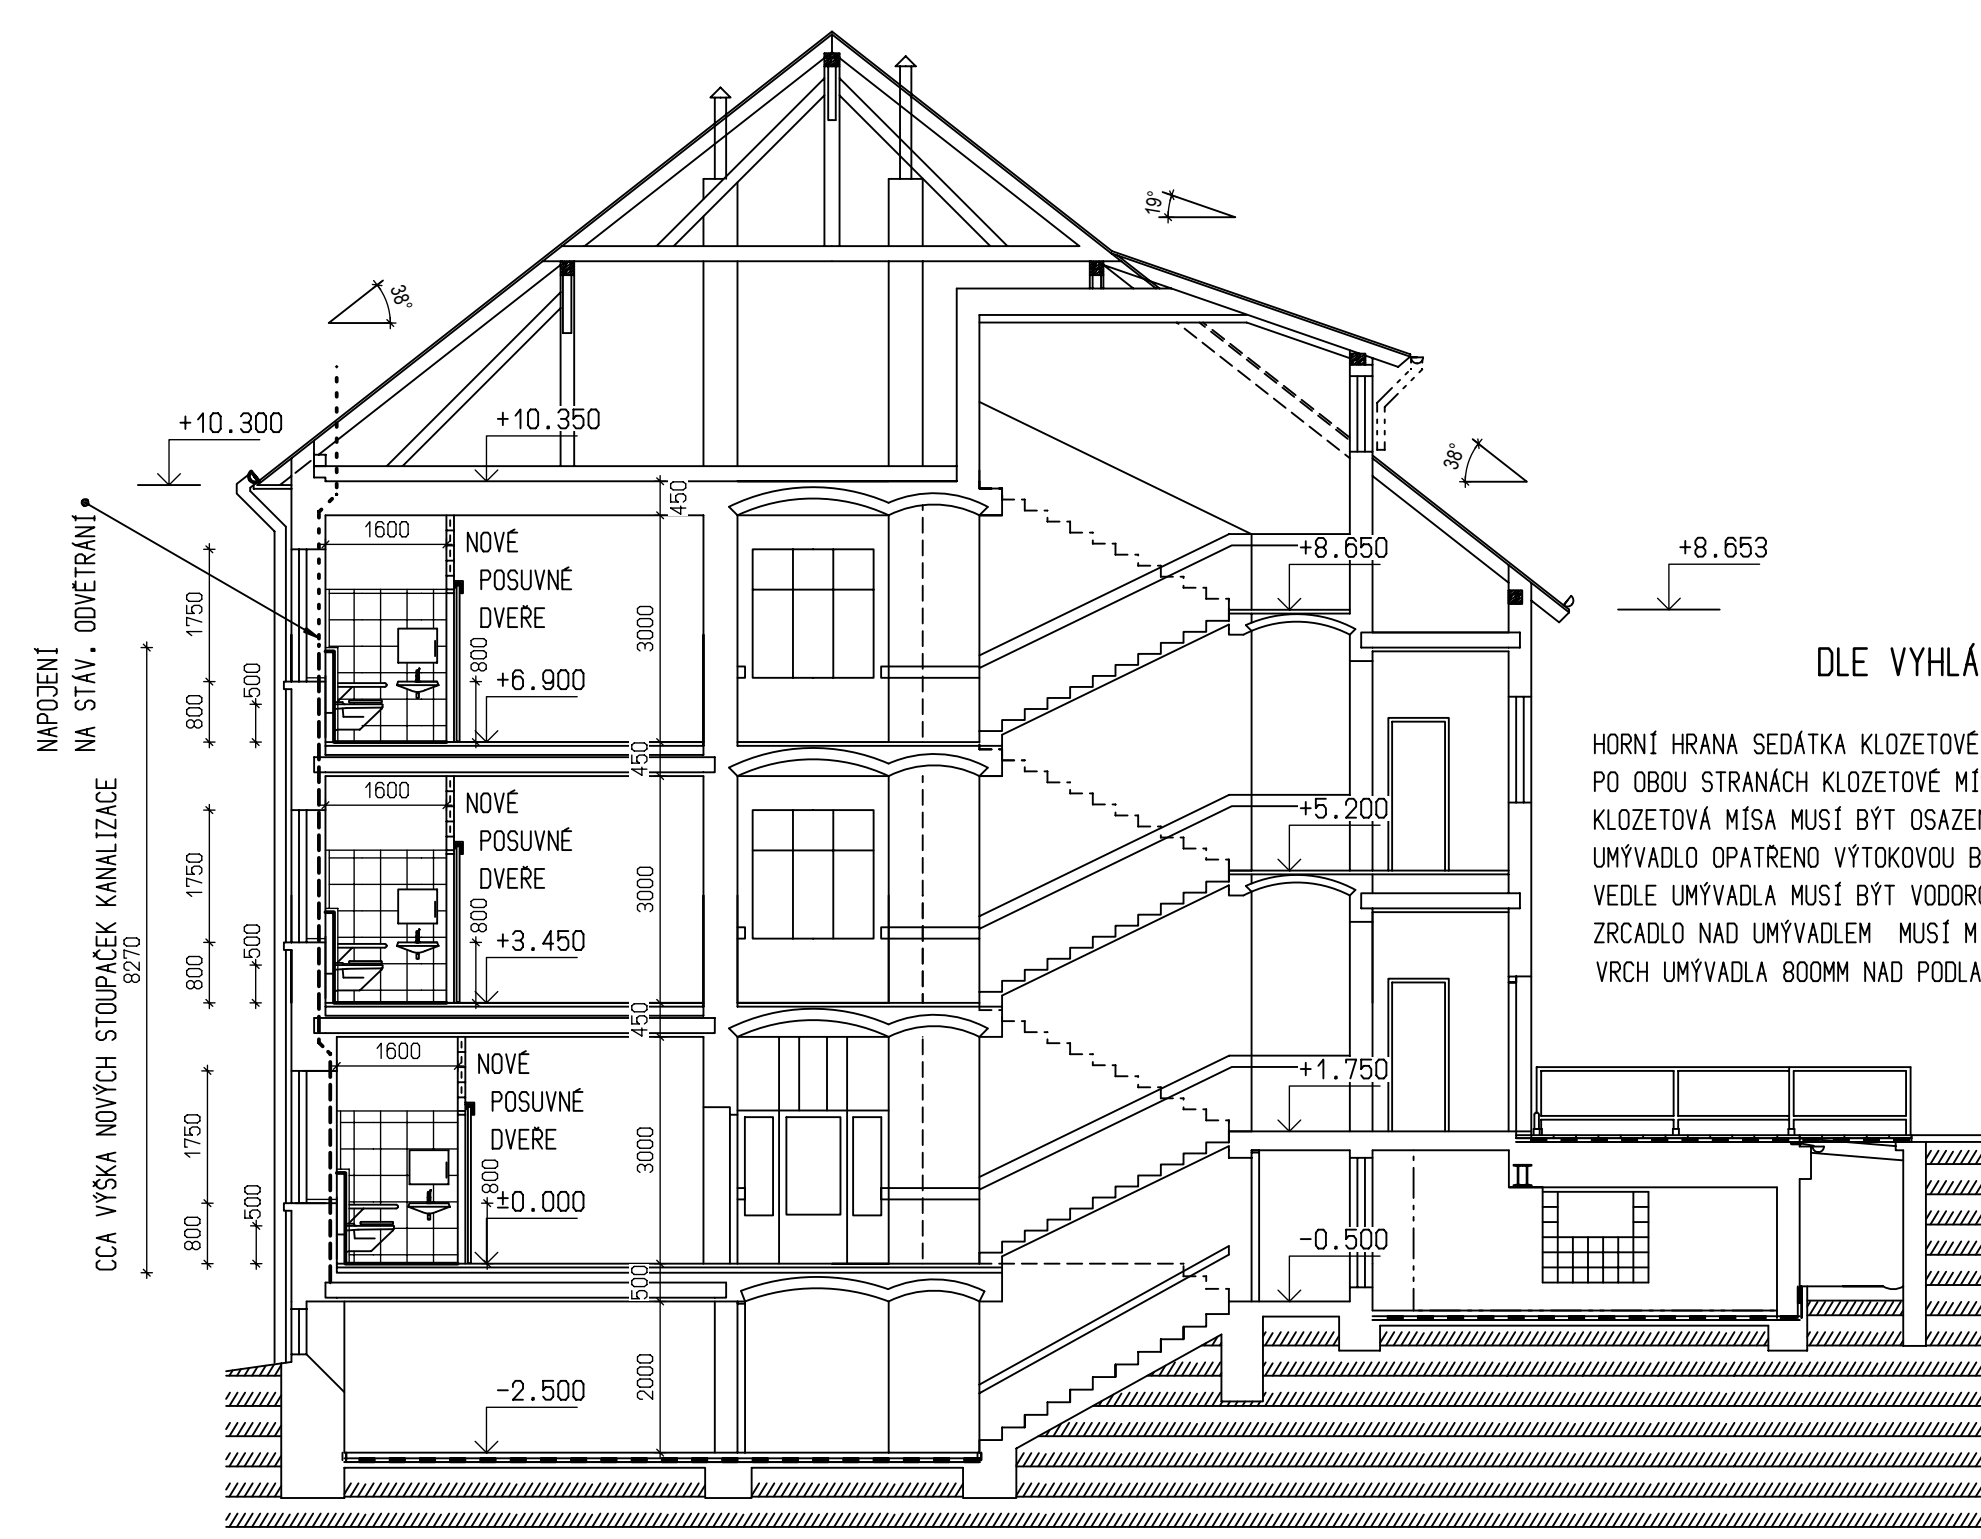 19°
38°
+10.300
+10.350
38°
450
1600
NOVÉ
POSUVNÉ
DVEŘE
+8.650
+8.653
1750
3000
800
500
800
+6.900
NAPOJENÍ
NA STÁV. ODVĚTRÁNÍ
DLE VYHLÁ
HORNÍ HRANA SEDÁTKA KLOZETOVÉ
PO OBOU STRANÁCH KLOZETOVÉ MÍ
KLOZETOVÁ MÍSA MUSÍ BÝT OSAZEN
UMÝVADLO OPATŘENO VÝTOKOVOU B
VEDLE UMÝVADLA MUSÍ BÝT VODORO
ZRCADLO NAD UMÝVADLEM MUSÍ M
VRCH UMÝVADLA 800MM NAD PODLA
450
1600
NOVÉ
POSUVNÉ
DVEŘE
+5.200
1750
3000
800
500
800
+3.450
CCA VÝŠKA NOVÝCH STOUPAČEK KANALIZACE
8270
450
1600
NOVÉ
POSUVNÉ
DVEŘE
+1.750
1750
3000
800
500
800
±0.000
-0.500
500
2000
-2.500